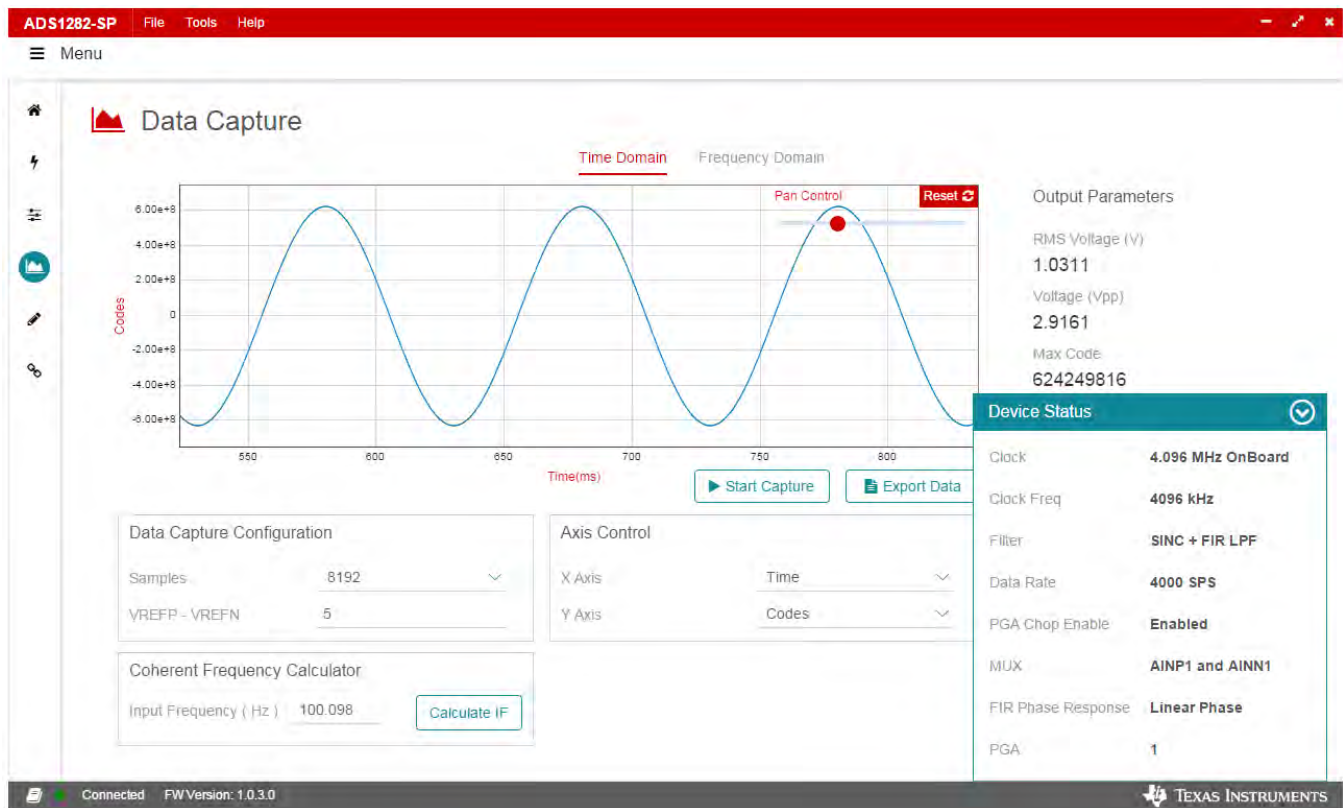 ADS1282-SP File Tools Help
Menu
Data Capture
Time Domain Frequency Domain
Pan Control Reset
6.00e+8
4.00e+8
2.00e+8
0
-2.00e+8
-4.00e+8
-6.00e+8
Codes
550 600 650 700 750 800
Time(ms)
Start Capture Export Data
Output Parameters
RMS Voltage (V)
1.0311
Voltage (Vpp)
2.9161
Max Code
624249816
Data Capture Configuration
Samples 8192
VREFP - VREFN 5
Axis Control
X Axis Time
Y Axis Codes
Coherent Frequency Calculator
Input Frequency ( Hz ) 100.098 Calculate IF
Device Status
Clock 4.096 MHz OnBoard
Clock Freq 4096 kHz
Filter SINC + FIR LPF
Data Rate 4000 SPS
PGA Chop Enable Enabled
MUX AINP1 and AINN1
FIR Phase Response Linear Phase
PGA 1
Connected FW Version: 1.0.3.0
TEXAS INSTRUMENTS